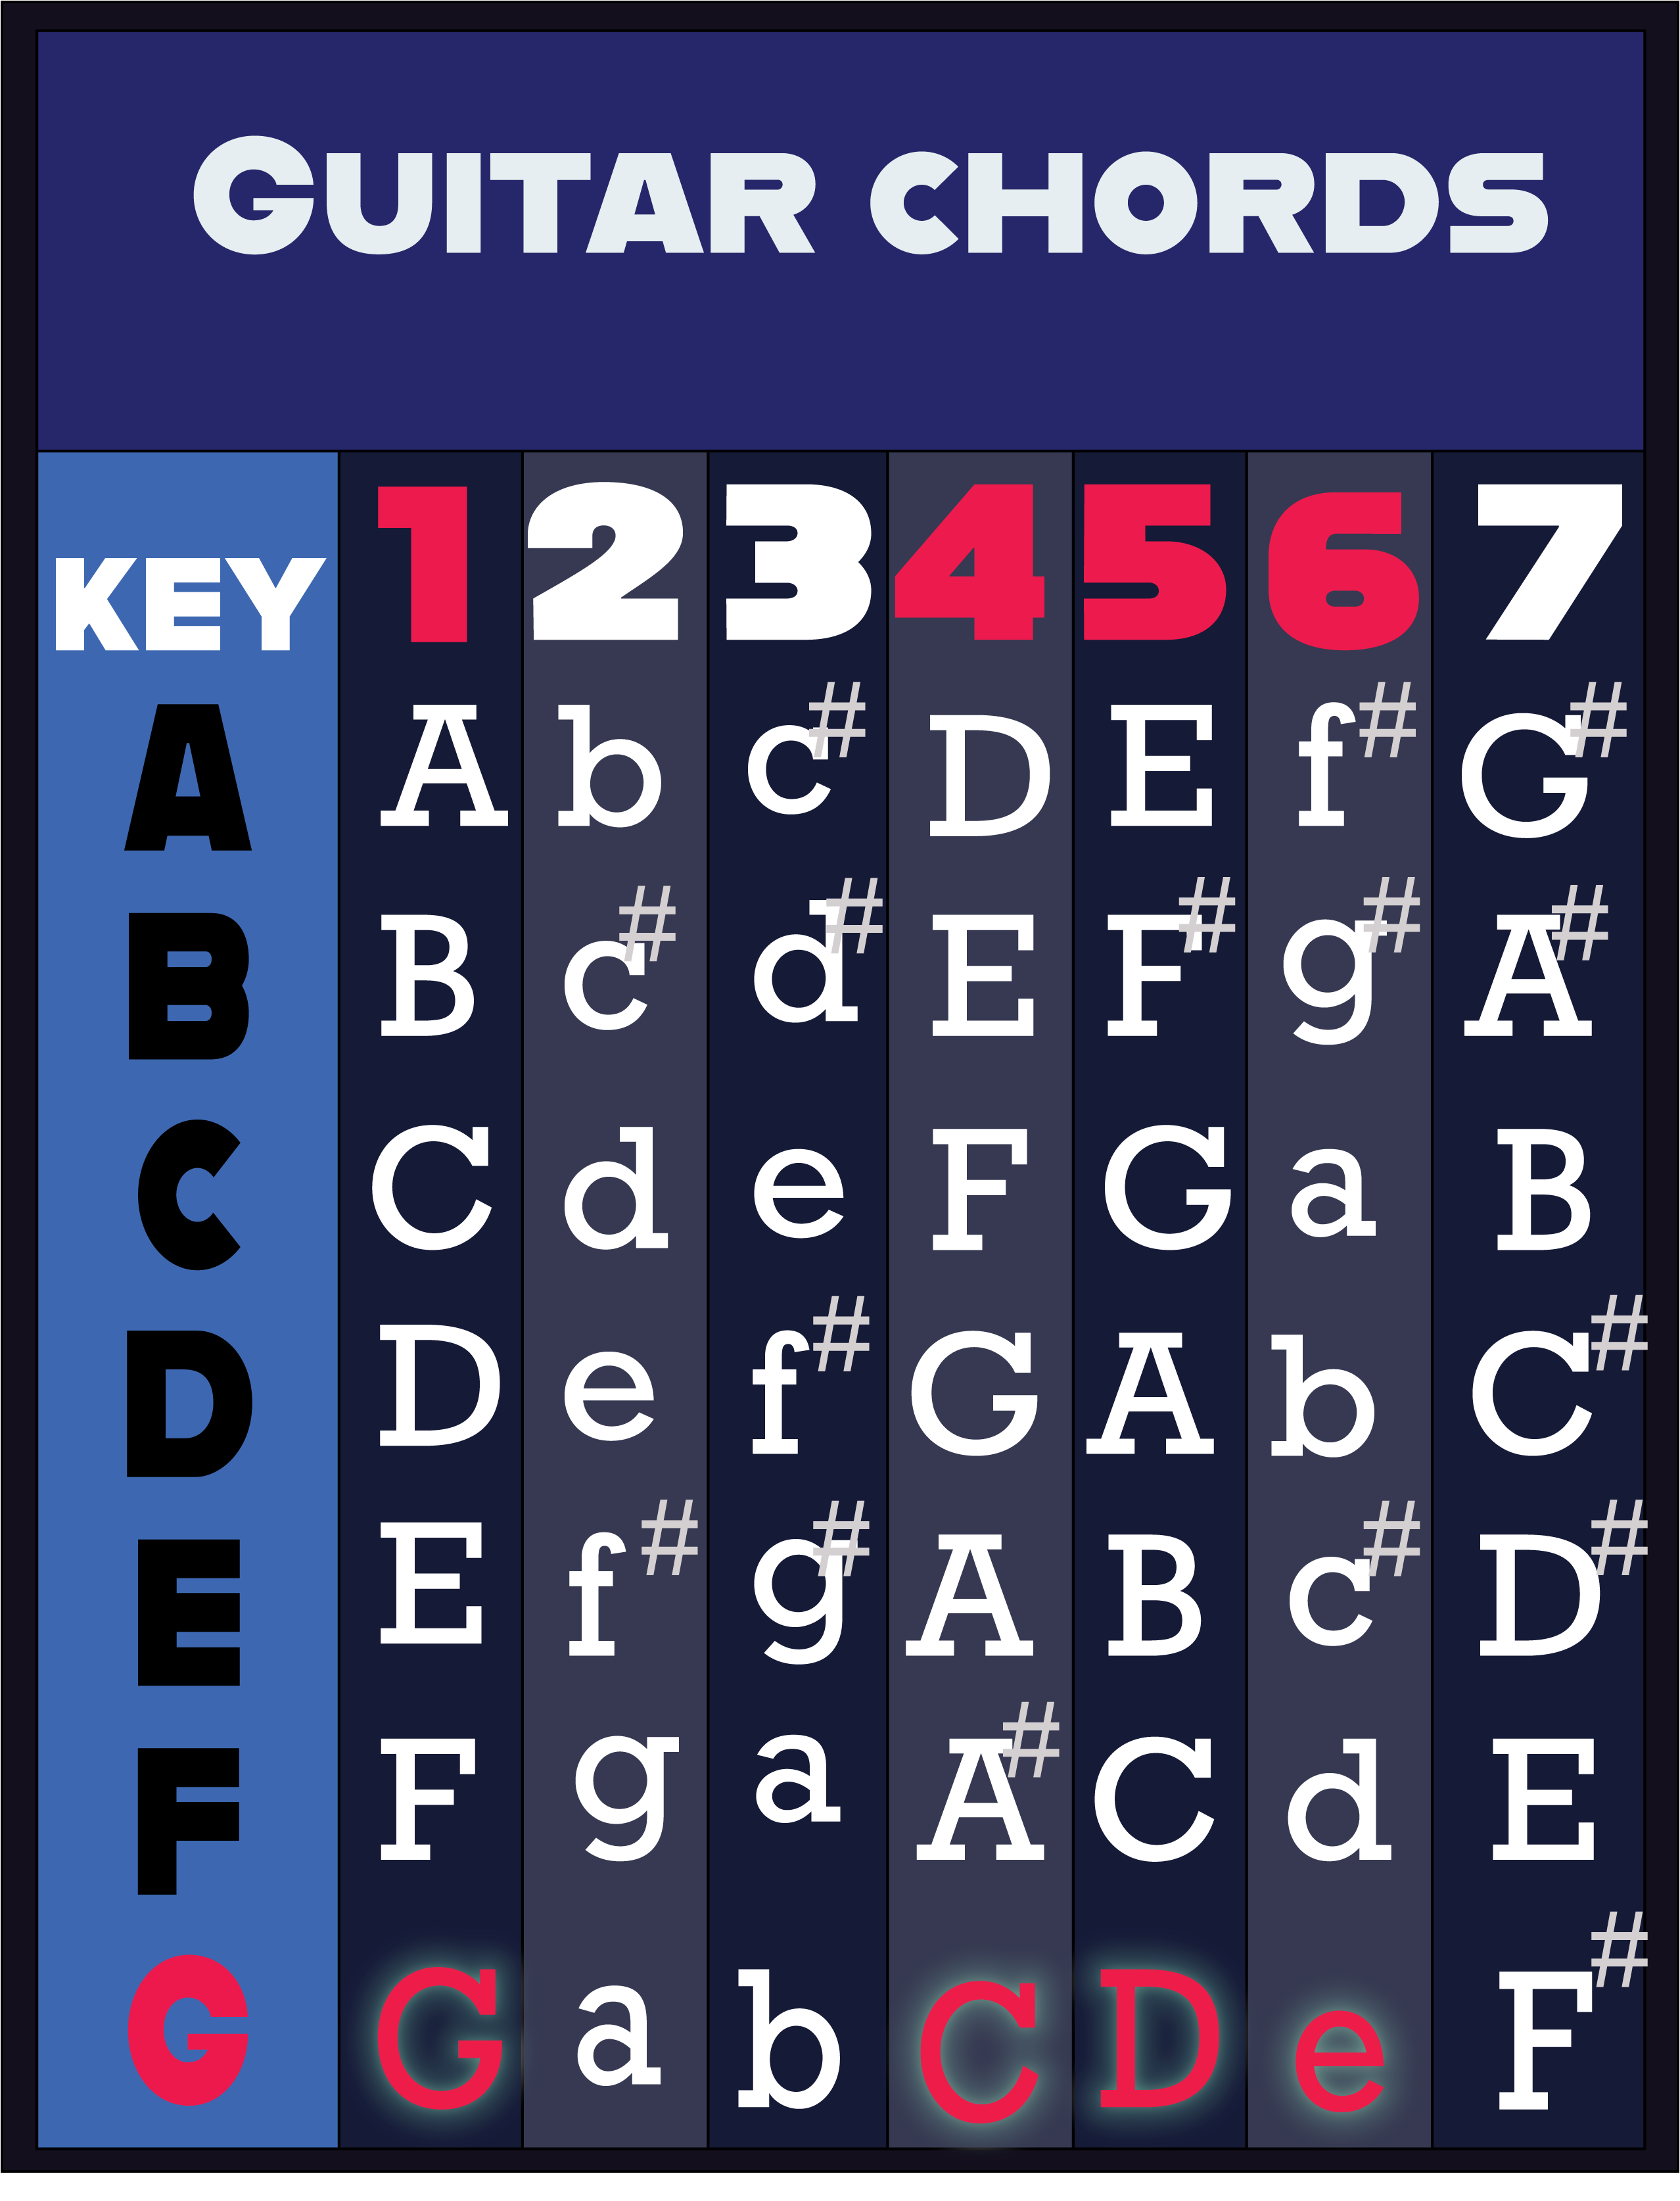 GUITAR CHORDS
KEY 1 2 3 4 5 6 7
A A b c# D E f# G#
B B c# d# E F# g# A#
C C d e F G a B
D D e f# G A b C#
E E f# g# A B c# D#
F F g a A# C d E
G G a b C D e F#